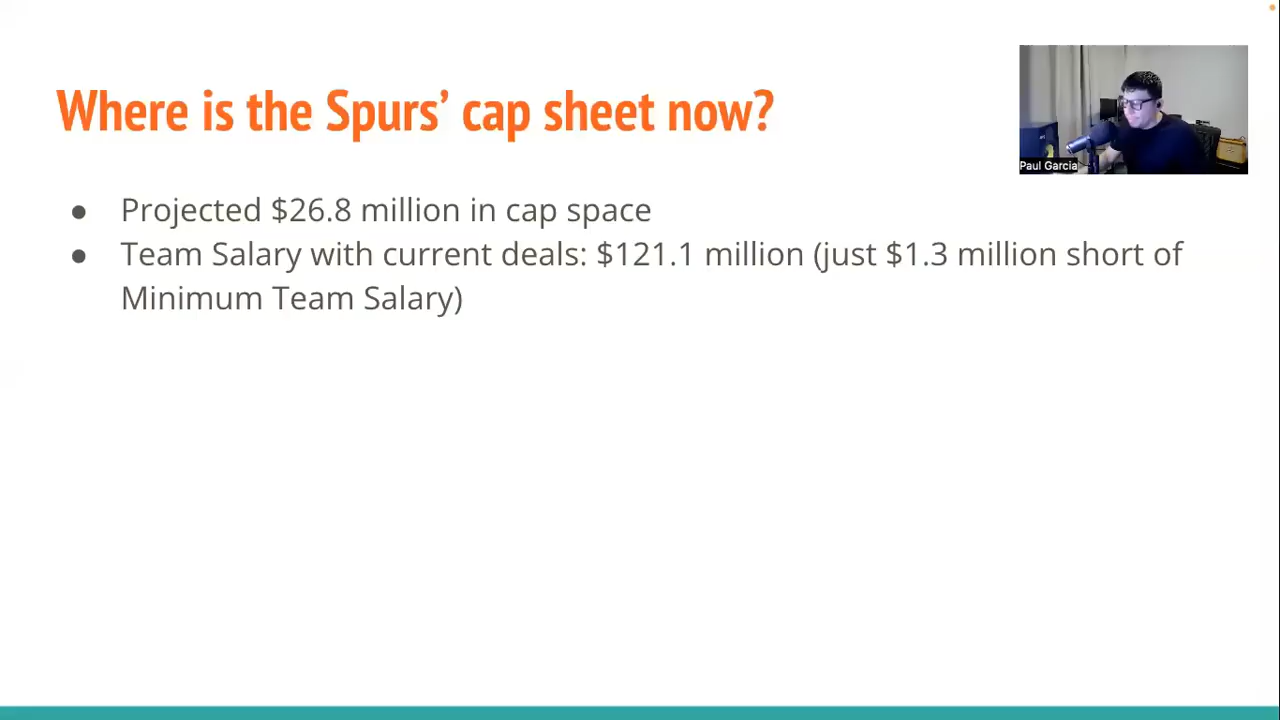 Where is the Spurs’ cap sheet now?
Paul Garcia
● Projected $26.8 million in cap space
● Team Salary with current deals: $121.1 million (just $1.3 million short of
Minimum Team Salary)